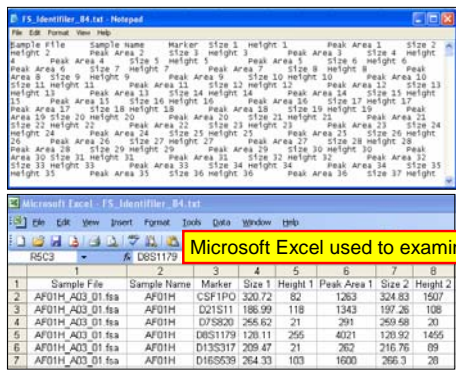 FS_Identifiler_84.txt - Notepad
File Edit Format View Help
Sample File Sample Name Marker Size 1 Height 1 Peak Area 1 Size 2
Height 2 Peak Area 2 Size 3 Height 3 Peak Area 3 Size 4 Height
4 Peak Area 4 Size 5 Height 5 Peak Area 5 Size 6 Height 6
Peak Area 6 Size 7 Height 7 Peak Area 7 Size 8 Height 8 Peak
Area 8 Size 9 Height 9 Peak Area 9 Size 10 Height 10 Peak Area 10
Size 11 Height 11 Peak Area 11 Size 12 Height 12 Peak Area 12 Size 13
Height 13 Peak Area 13 Size 14 Height 14 Peak Area 14 Size 15 Height
15 Peak Area 15 Size 16 Height 16 Peak Area 16 Size 17 Height 17
Peak Area 17 Size 18 Height 18 Peak Area 18 Size 19 Height 19 Peak
Area 19 Size 20 Height 20 Peak Area 20 Size 21 Height 21 Peak Area 21
Size 22 Height 22 Peak Area 22 Size 23 Height 23 Peak Area 23 Size 24
Height 24 Peak Area 24 Size 25 Height 25 Peak Area 25 Size 26 Height
26 Peak Area 26 Size 27 Height 27 Peak Area 27 Size 28 Height 28
Peak Area 28 Size 29 Height 29 Peak Area 29 Size 30 Height 30 Peak
Area 30 Size 31 Height 31 Peak Area 31 Size 32 Height 32 Peak Area 32
Size 33 Height 33 Peak Area 33 Size 34 Height 34 Peak Area 34 Size 35
Height 35 Peak Area 35 Size 36 Height 36 Peak Area 36 Size 37 Height
Microsoft Excel - FS_Identifiler_84.txt
File Edit View Insert Format Tools Data Window Help
Microsoft Excel used to examin
R5C3 fx D8S1179
1 2 3 4 5 6 7 8
1 Sample File Sample Name Marker Size 1 Height 1 Peak Area 1 Size 2 Height 2
2 AF01H_A03_01.fsa AF01H CSF1PO 320.72 82 1263 324.83 1507
3 AF01H_A03_01.fsa AF01H D21S11 186.99 118 1343 197.26 108
4 AF01H_A03_01.fsa AF01H D7S820 255.62 21 291 259.58 20
5 AF01H_A03_01.fsa AF01H D8S1179 128.11 255 4021 128.92 1455
6 AF01H_A03_01.fsa AF01H D13S317 209.47 21 262 216.76 89
7 AF01H_A03_01.fsa AF01H D16S539 264.33 103 1600 266.3 28